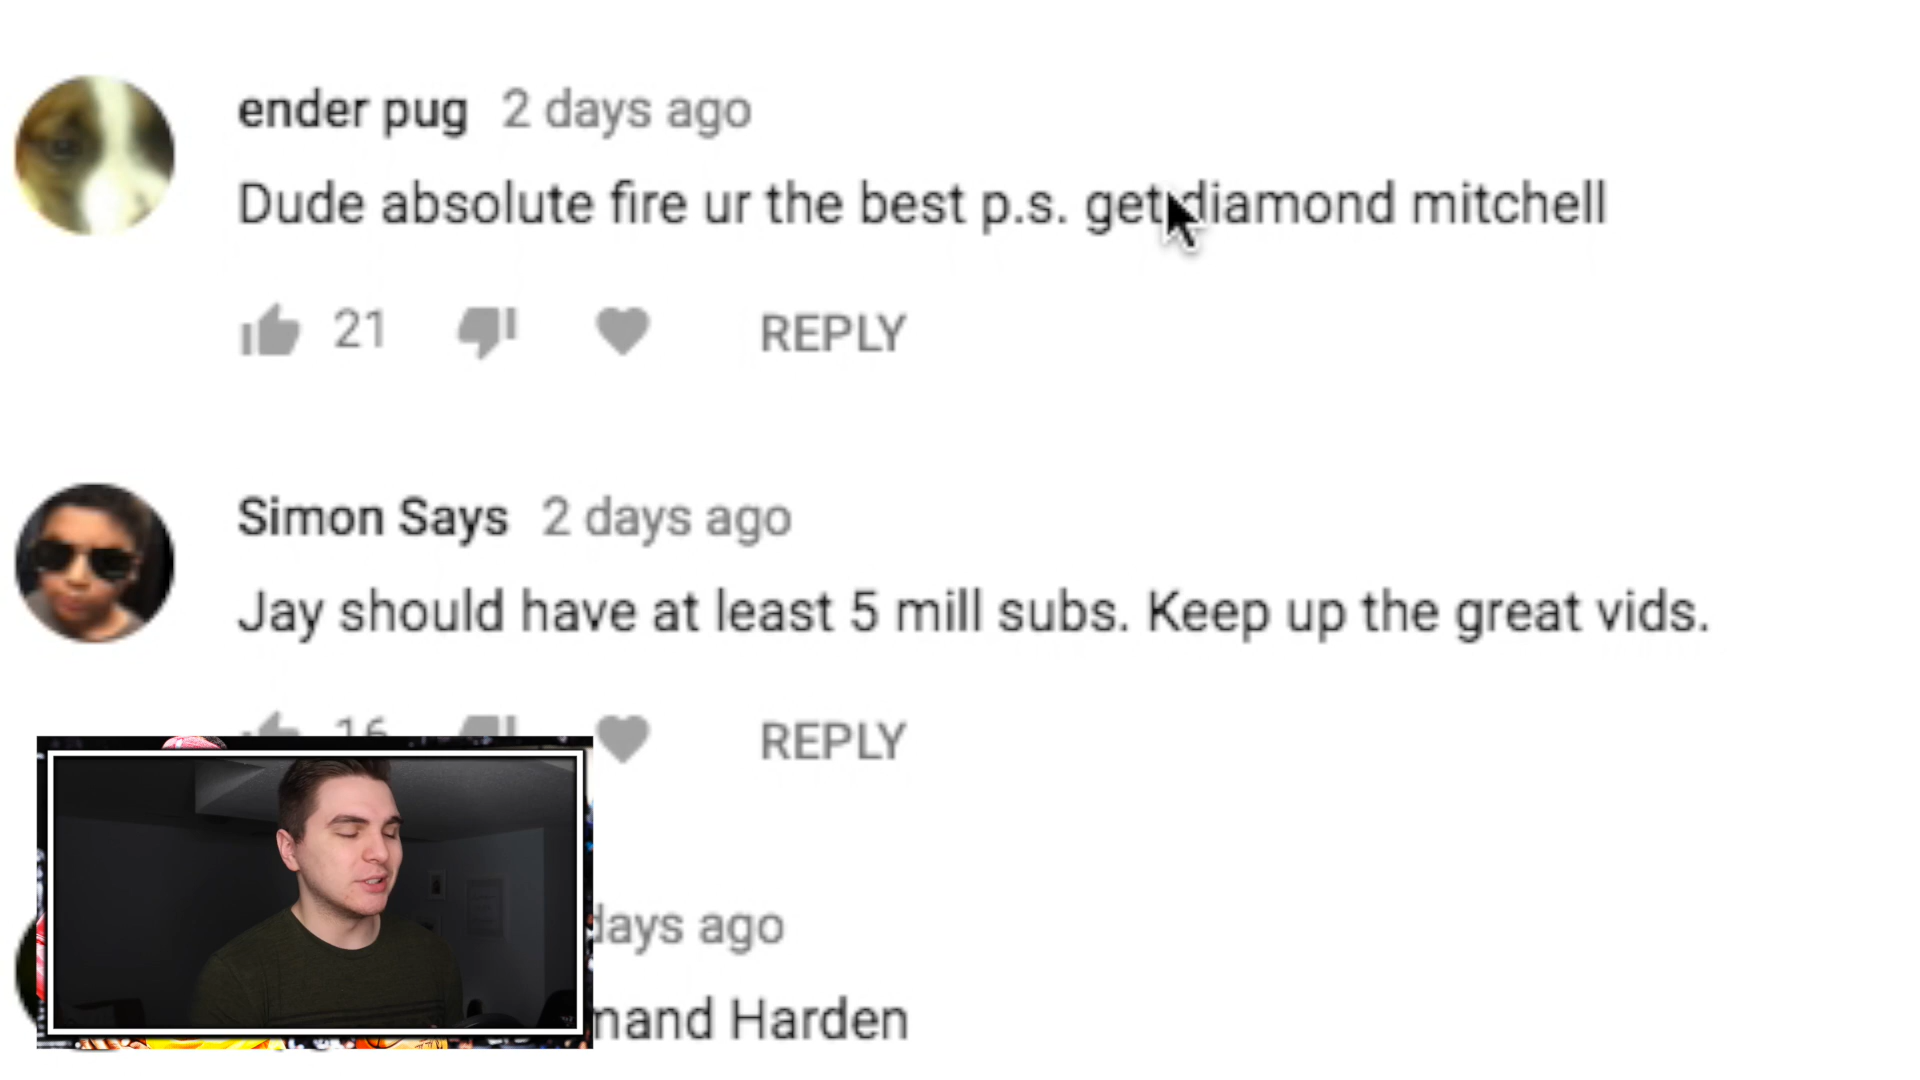 ender pug 2 days ago
Dude absolute fire ur the best p.s. get diamond mitchell
21 REPLY
Simon Says 2 days ago
Jay should have at least 5 mill subs. Keep up the great vids.
16 REPLY
days ago
Harden